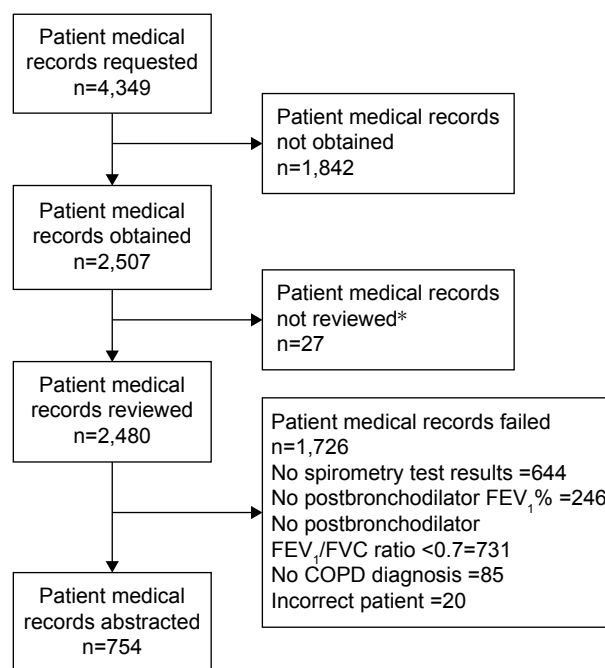 Patient medical
records requested
n=4,349
Patient medical records
not obtained
n=1,842
Patient medical
records obtained
n=2,507
Patient medical records
not reviewed*
n=27
Patient medical
records reviewed
n=2,480
Patient medical records failed
n=1,726
No spirometry test results =644
No postbronchodilator FEV₁% =246
No postbronchodilator
FEV₁/FVC ratio <0.7=731
No COPD diagnosis =85
Incorrect patient =20
Patient medical
records abstracted
n=754